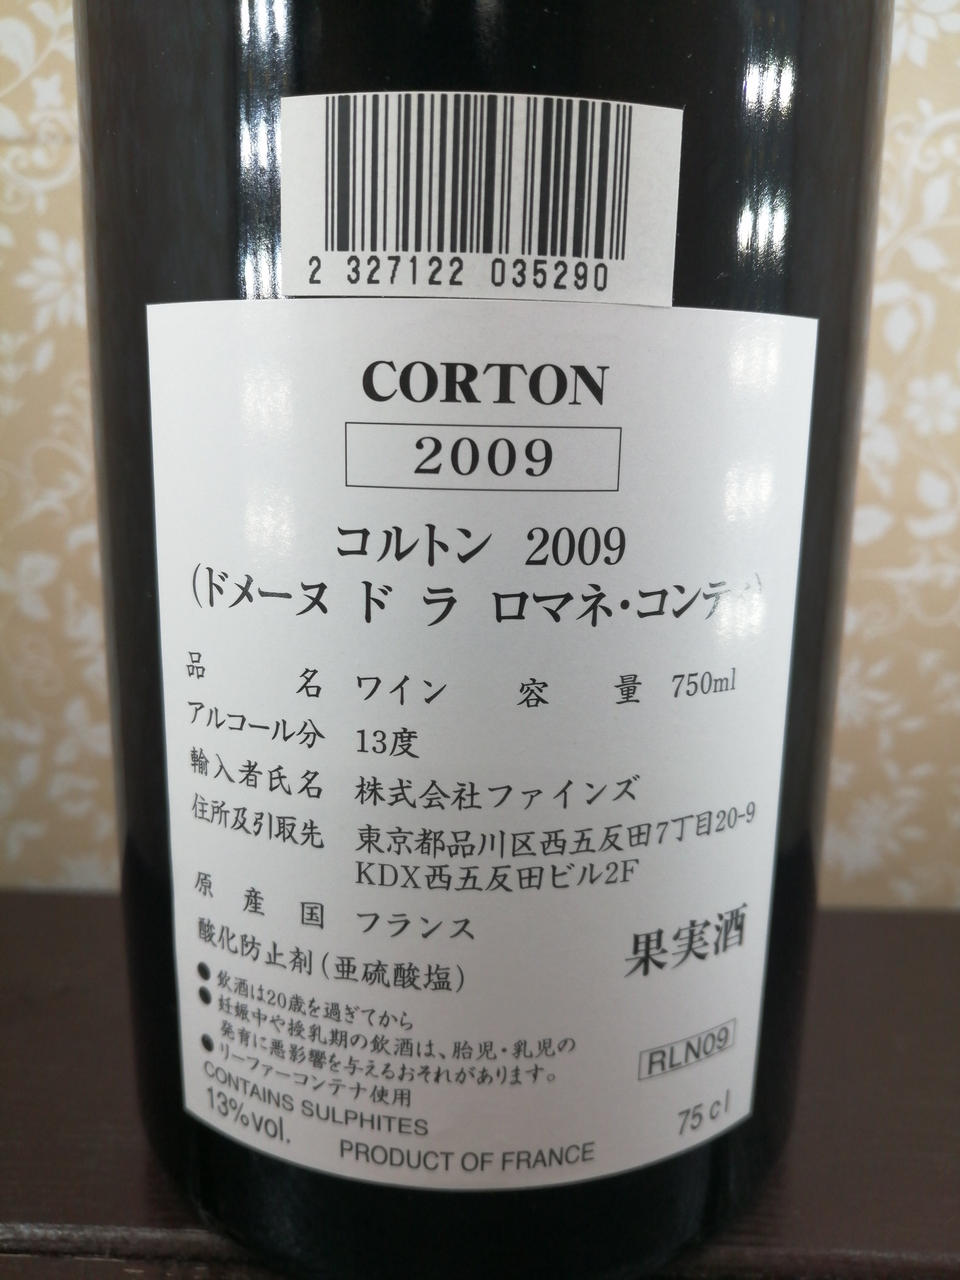 2 327122 035290
CORTON
2009
コルトン 2009
(ドメーヌ ド ラ ロマネ・コンティ)
品名 ワイン 容量 750ml
アルコール分 13度
輸入者氏名 株式会社ファインズ
住所及引取先 東京都品川区西五反田7丁目20-9
KDX西五反田ビル2F
原産国 フランス
酸化防止剤(亜硫酸塩)
果実酒
●飲酒は20歳を過ぎてから
●妊娠中や授乳期の飲酒は、胎児・乳児の
発育に悪影響を与えるおそれがあります。
●リーファーコンテナ使用
RLN09
CONTAINS SULPHITES
13%vol. 75cl
PRODUCT OF FRANCE